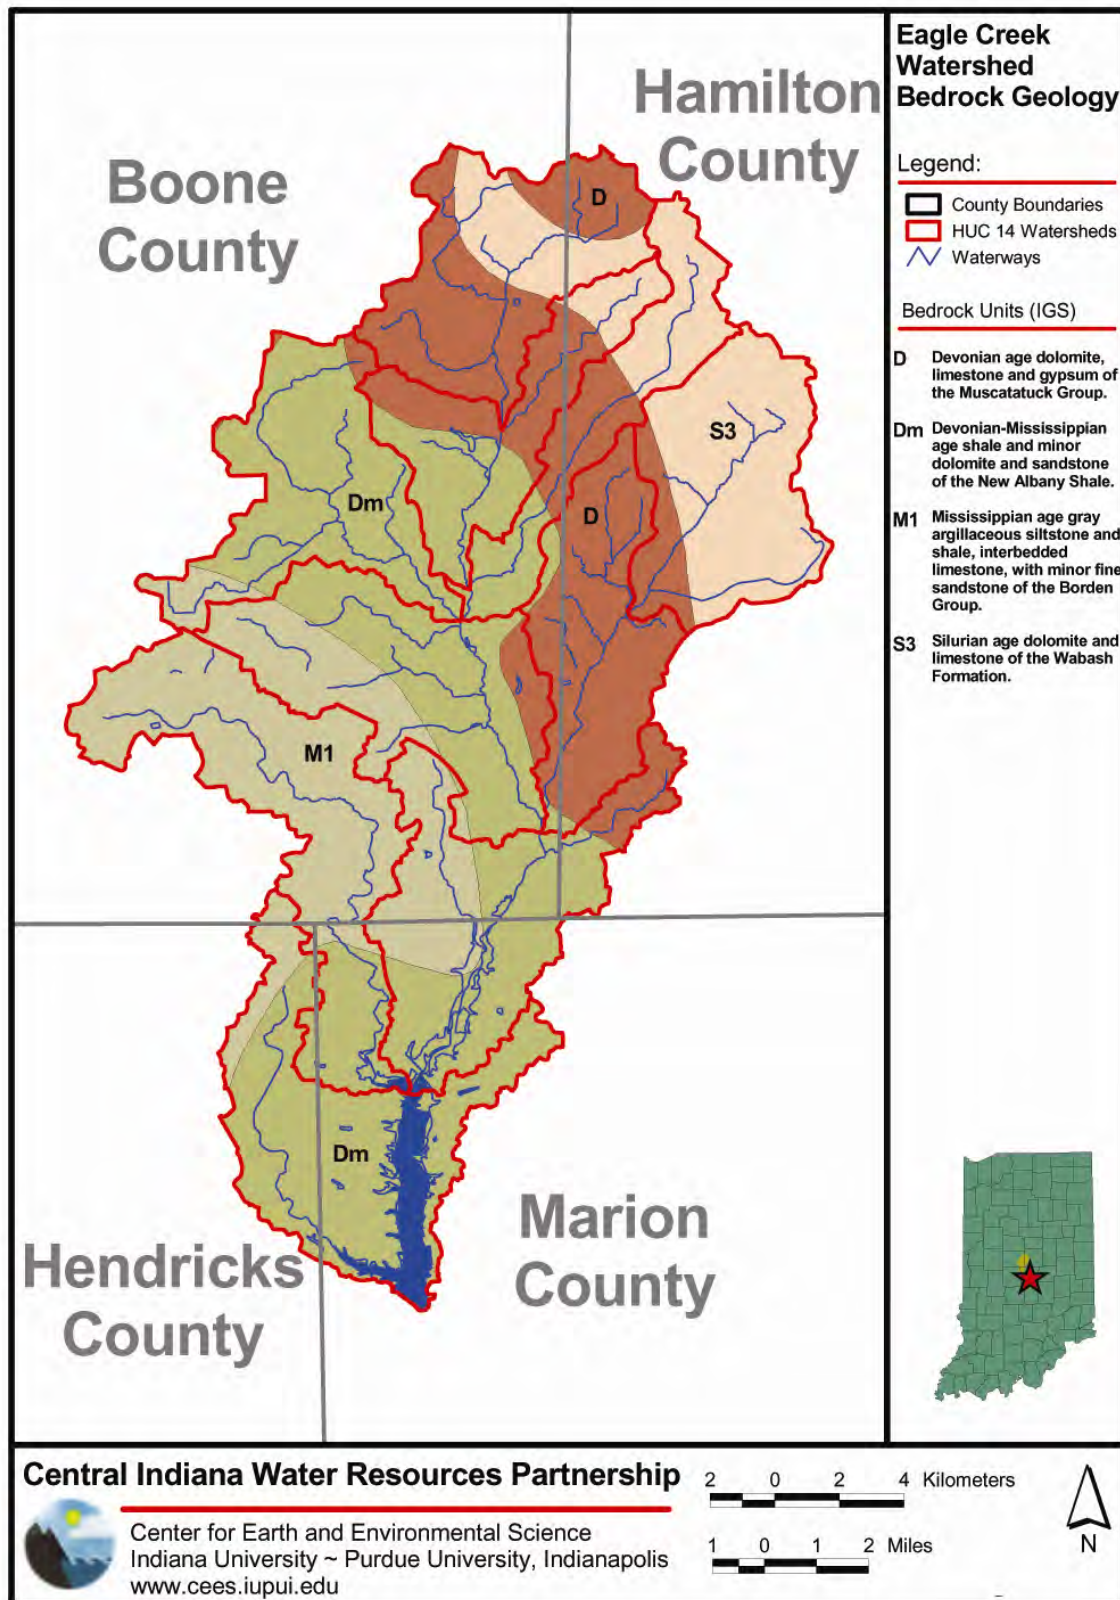 Eagle Creek
Watershed
Bedrock Geology
Hamilton
County
Boone
County
Legend:
County Boundaries
HUC 14 Watersheds
Waterways
Bedrock Units (IGS)
D Devonian age dolomite,
limestone and gypsum of
the Muscatatuck Group.
Dm Devonian-Mississippian
age shale and minor
dolomite and sandstone
of the New Albany Shale.
M1 Mississippian age gray
argillaceous siltstone and
shale, interbedded
limestone, with minor fine
sandstone of the Borden
Group.
S3 Silurian age dolomite and
limestone of the Wabash
Formation.
D
S3
Dm
D
M1
Dm
Marion
County
Hendricks
County
Central Indiana Water Resources Partnership
Center for Earth and Environmental Science
Indiana University ~ Purdue University, Indianapolis
www.cees.iupui.edu
2 0 2 4 Kilometers
1 0 1 2 Miles
N